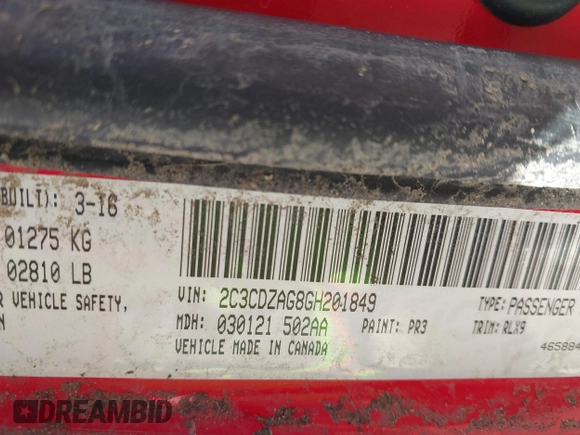 BUILT): 3-16
01275 KG
02810 LB
VEHICLE SAFETY,
VIN: 2C3CDZAG8GH201849 TYPE: PASSENGER
MDH: 030121 502AA PAINT: PR3 TRIM: RLX9
VEHICLE MADE IN CANADA
46588
DREAMBID